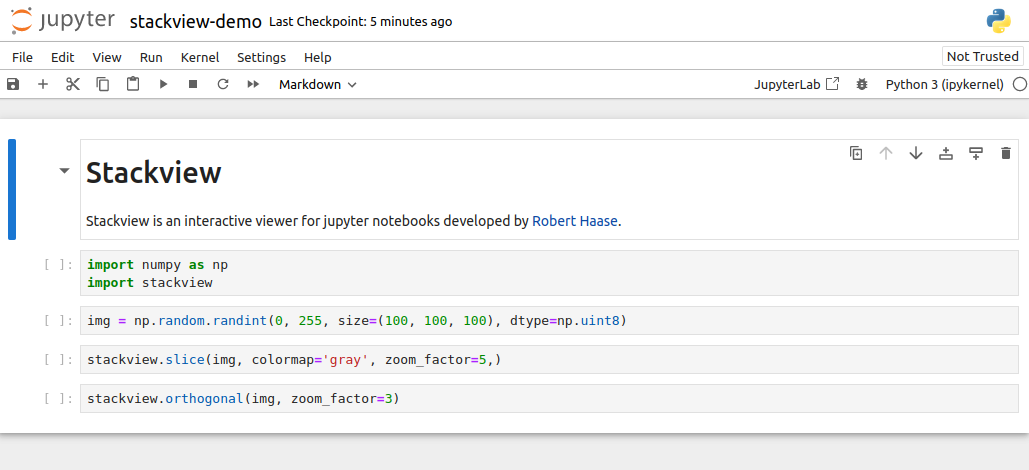 jupyter stackview-demo Last Checkpoint: 5 minutes ago
File Edit View Run Kernel Settings Help Not Trusted
Markdown JupyterLab Python 3 (ipykernel)
Stackview
Stackview is an interactive viewer for jupyter notebooks developed by Robert Haase.
[ ]: import numpy as np
import stackview
[ ]: img = np.random.randint(0, 255, size=(100, 100, 100), dtype=np.uint8)
[ ]: stackview.slice(img, colormap='gray', zoom_factor=5,)
[ ]: stackview.orthogonal(img, zoom_factor=3)